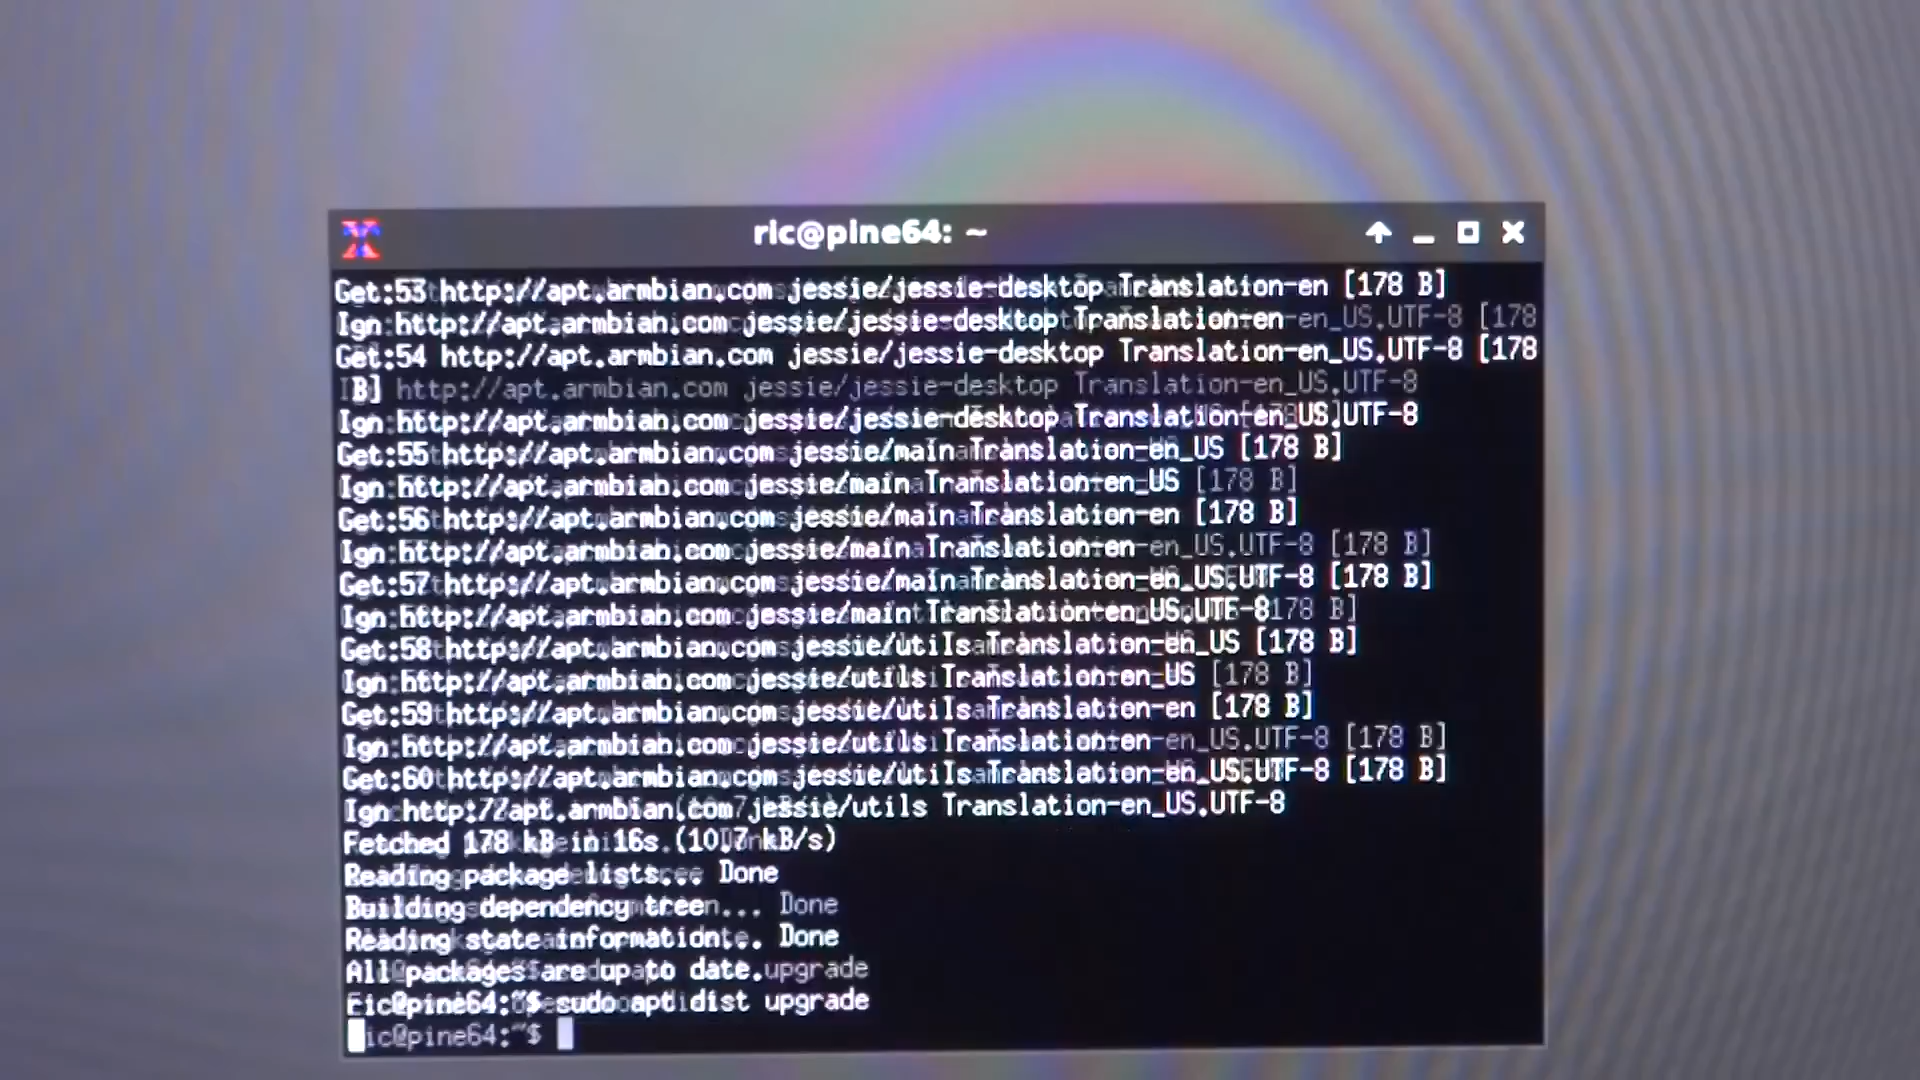 ric@pine64: ~
Get:53 http://apt.armbian.com jessie/jessie-desktop Translation-en [178 B]
Ign http://apt.armbian.com jessie/jessie-desktop Translation-en
Get:54 http://apt.armbian.com jessie/jessie-desktop Translation-en_US.UTF-8 [178
B]
Ign http://apt.armbian.com jessie/jessie-desktop Translation-en_US.UTF-8
Get:55 http://apt.armbian.com jessie/main Translation-en_US [178 B]
Ign http://apt.armbian.com jessie/main Translation-en_US
Get:56 http://apt.armbian.com jessie/main Translation-en [178 B]
Ign http://apt.armbian.com jessie/main Translation-en
Get:57 http://apt.armbian.com jessie/main Translation-en_US.UTF-8 [178 B]
Ign http://apt.armbian.com jessie/main Translation-en_US.UTF-8
Get:58 http://apt.armbian.com jessie/utils Translation-en_US [178 B]
Ign http://apt.armbian.com jessie/utils Translation-en_US
Get:59 http://apt.armbian.com jessie/utils Translation-en [178 B]
Ign http://apt.armbian.com jessie/utils Translation-en
Get:60 http://apt.armbian.com jessie/utils Translation-en_US.UTF-8 [178 B]
Ign http://apt.armbian.com jessie/utils Translation-en_US.UTF-8
Fetched 178 kB in 16s (10.7 kB/s)
Reading package lists... Done
Building dependency tree
Reading state information... Done
All packages are up to date.
ric@pine64:~$ sudo apt dist upgrade
ric@pine64:~$